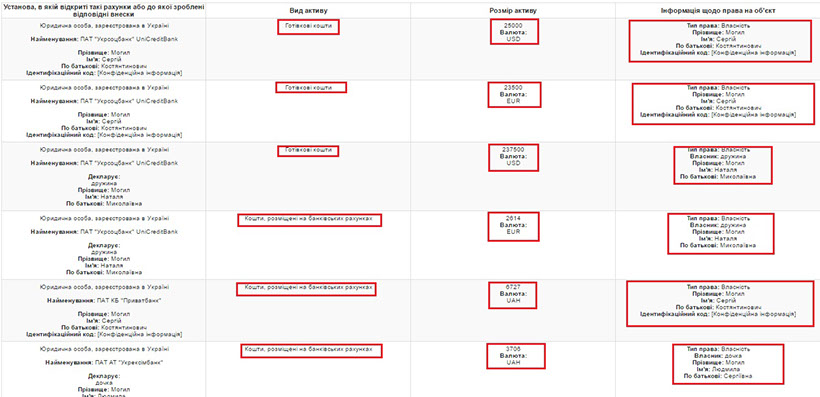 Установа, в якій відкриті такі рахунки або до якої зроблені відповідні внески
Вид активу
Розмір активу
Інформація щодо права на об'єкт
Юридична особа, зареєстрована в Україні
Найменування: ПАТ "Укрсоцбанк" UniCreditBank
Прізвище: Могил
Ім'я: Сергій
По батькові: Костянтинович
Ідентифікаційний код: [Конфіденційна інформація]
Готівкові кошти
25000
Валюта:
USD
Тип права: Власність
Прізвище: Могил
Ім'я: Сергій
По батькові: Костянтинович
Ідентифікаційний код: [Конфіденційна інформація]
Юридична особа, зареєстрована в Україні
Найменування: ПАТ "Укрсоцбанк" UniCreditBank
Прізвище: Могил
Ім'я: Сергій
По батькові: Костянтинович
Ідентифікаційний код: [Конфіденційна інформація]
Готівкові кошти
23500
Валюта:
EUR
Тип права: Власність
Прізвище: Могил
Ім'я: Сергій
По батькові: Костянтинович
Ідентифікаційний код: [Конфіденційна інформація]
Юридична особа, зареєстрована в Україні
Найменування: ПАТ "Укрсоцбанк" UniCreditBank
Декларує:
дружина
Прізвище: Могил
Ім'я: Наталя
По батькові: Миколаївна
Готівкові кошти
237500
Валюта:
USD
Тип права: Власність
Власник: дружина
Прізвище: Могил
Ім'я: Наталя
По батькові: Миколаївна
Юридична особа, зареєстрована в Україні
Найменування: ПАТ "Укрсоцбанк" UniCreditBank
Декларує:
дружина
Прізвище: Могил
Ім'я: Наталя
По батькові: Миколаївна
Кошти, розміщені на банківських рахунках
2614
Валюта:
EUR
Тип права: Власність
Власник: дружина
Прізвище: Могил
Ім'я: Наталя
По батькові: Миколаївна
Юридична особа, зареєстрована в Україні
Найменування: ПАТ КБ "Приватбанк"
Прізвище: Могил
Ім'я: Сергій
По батькові: Костянтинович
Ідентифікаційний код: [Конфіденційна інформація]
Кошти, розміщені на банківських рахунках
6727
Валюта:
UAH
Тип права: Власність
Прізвище: Могил
Ім'я: Сергій
По батькові: Костянтинович
Ідентифікаційний код: [Конфіденційна інформація]
Юридична особа, зареєстрована в Україні
Найменування: ПАТ АТ "Укрексімбанк"
Декларує:
дочка
Прізвище: Могил
Ім'я: Людмила
Кошти, розміщені на банківських рахунках
3705
Валюта:
UAH
Тип права: Власність
Власник: дочка
Прізвище: Могил
Ім'я: Людмила
По батькові: Сергіївна